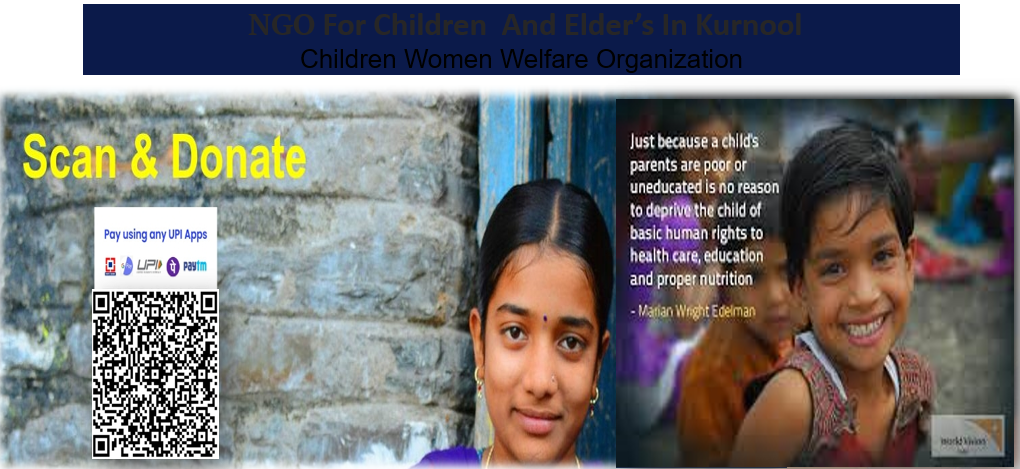 NGO For Children And Elder’s In Kurnool
Children Women Welfare Organization
Scan & Donate
Pay using any UPI Apps
UPI
paytm
Just because a child's
parents are poor or
uneducated is no reason
to deprive the child of
basic human rights to
health care, education
and proper nutrition
- Marian Wright Edelman
World Vision